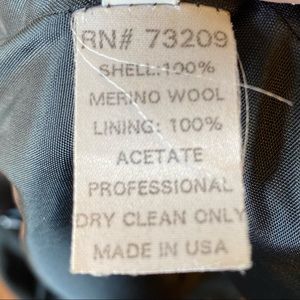 RN# 73209
SHELL:100%
MERINO WOOL
LINING: 100%
ACETATE
PROFESSIONAL
DRY CLEAN ONLY
MADE IN USA